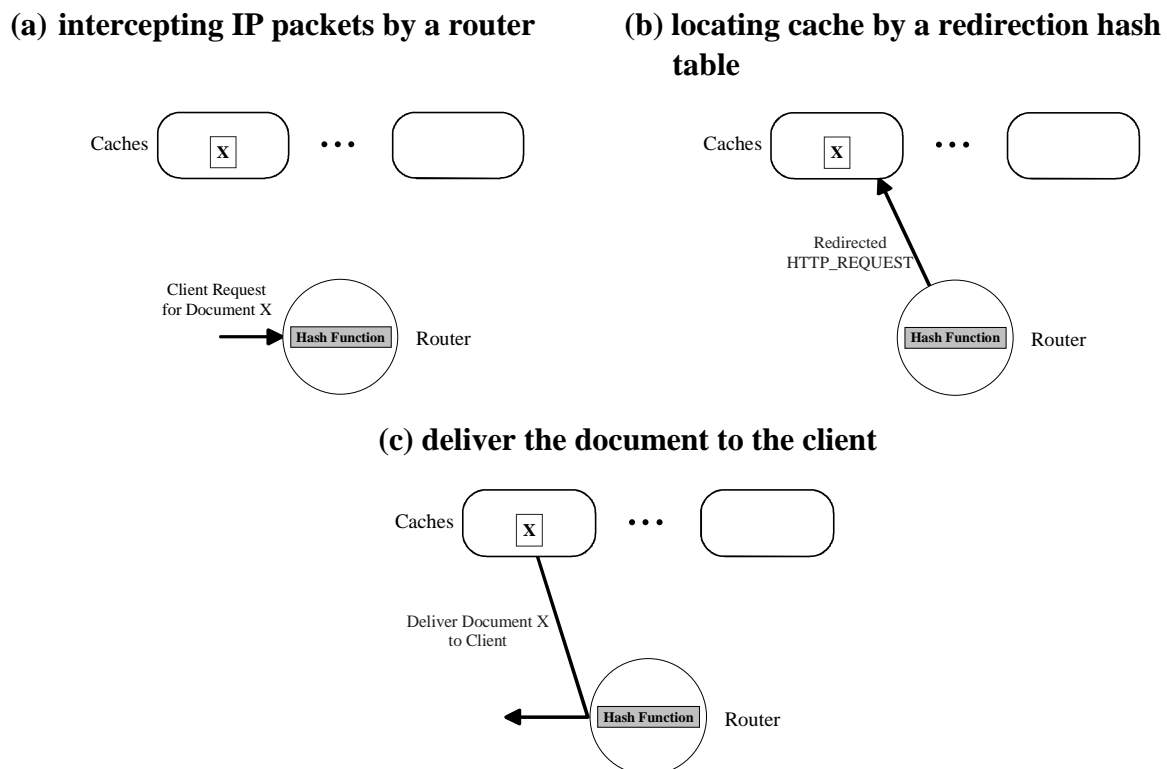 (a) intercepting IP packets by a router
(b) locating cache by a redirection hash
table
Caches
X
Client Request
for Document X
Hash Function
Router
Caches
X
Redirected
HTTP_REQUEST
Hash Function
Router
(c) deliver the document to the client
Caches
X
Deliver Document X
to Client
Hash Function
Router